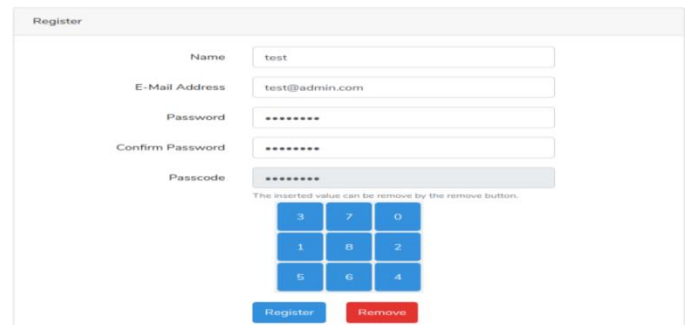 Register
Name test
E-Mail Address test@admin.com
Password ••••••••
Confirm Password ••••••••
Passcode ••••••••
The inserted value can be remove by the remove button.
3 7 0
1 8 2
5 6 4
Register Remove